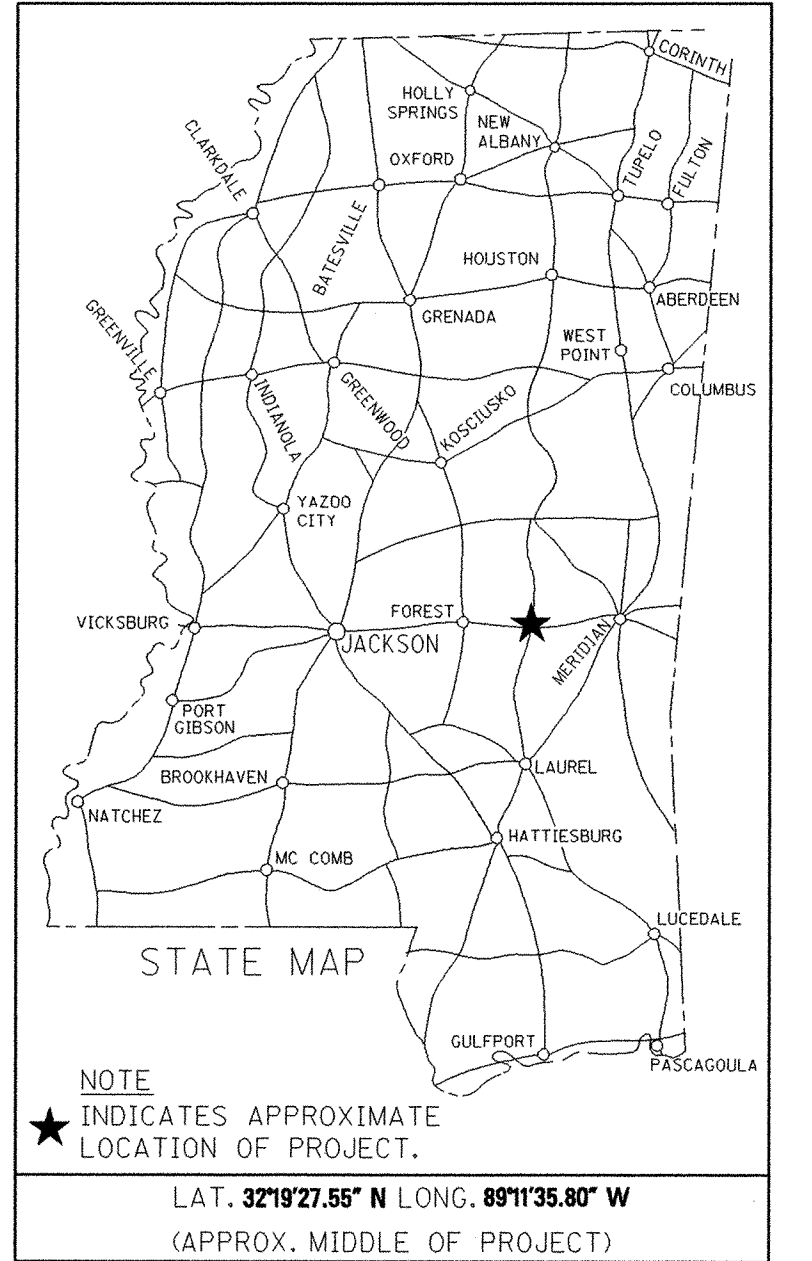 CORINTH
HOLLY
SPRINGS
NEW
ALBANY
CLARKDALE
OXFORD
TUPELO
FULTON
BATESVILLE
HOUSTON
ABERDEEN
GREENVILLE
GRENADA
WEST
POINT
COLUMBUS
INDIANOLA
GREENWOOD
KOSCIUSKO
YAZOO
CITY
VICKSBURG
FOREST
JACKSON
MERIDIAN
PORT
GIBSON
LAUREL
BROOKHAVEN
NATCHEZ
HATTIESBURG
MC COMB
LUCEDALE
STATE MAP
GULFPORT
PASCAGOULA
NOTE
INDICATES APPROXIMATE
LOCATION OF PROJECT.
LAT. 32°19'27.55" N LONG. 89°11'35.80" W
(APPROX. MIDDLE OF PROJECT)